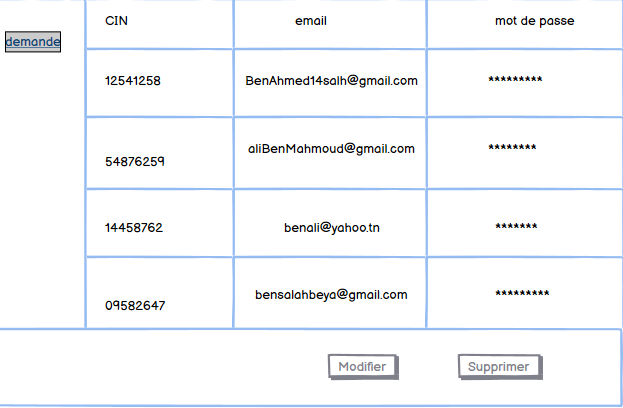 CIN email mot de passe
demande
12541258 BenAhmed14salh@gmail.com *********
54876259 aliBenMahmoud@gmail.com ********
14458762 benali@yahoo.tn *******
09582647 bensalahbeya@gmail.com *********
Modifier Supprimer